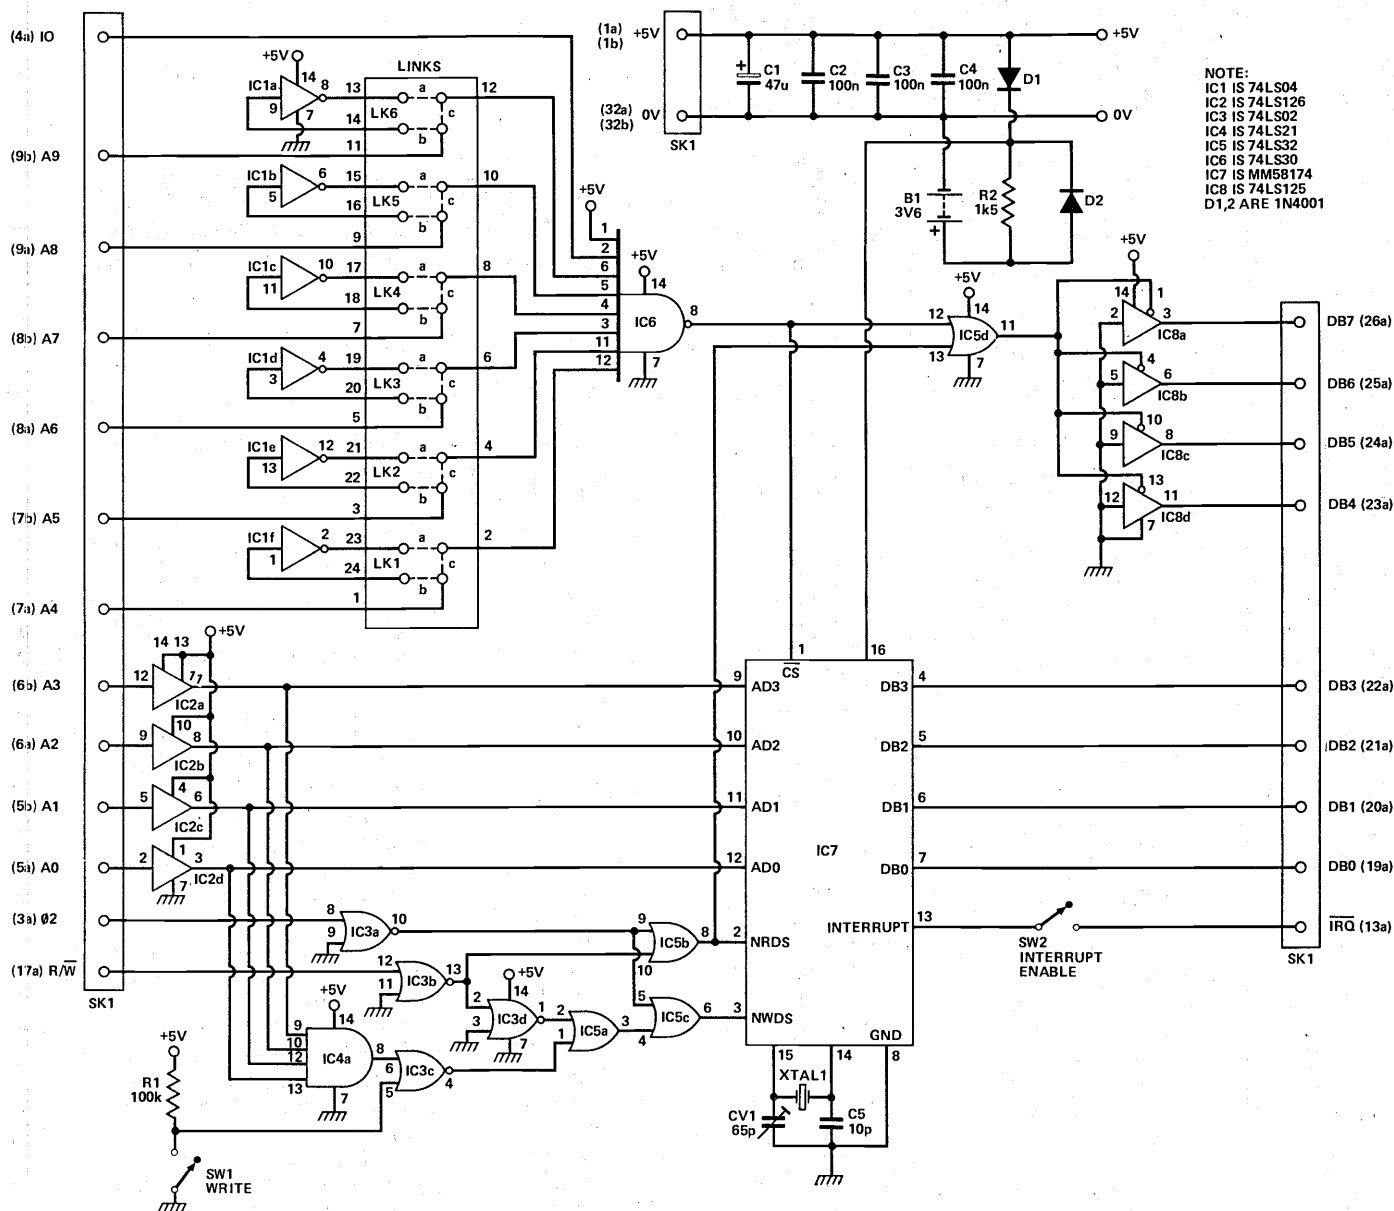 (4a) IO
(9b) A9
(9a) A8
(8b) A7
(8a) A6
(7b) A5
(7a) A4
(6b) A3
(6a) A2
(5b) A1
(5a) A0
(3a) Ø2
(17a) R/W
SK1
+5V
IC1a
14
8
9
7
IC1b
6
5
IC1c
10
11
IC1d
4
3
IC1e
12
13
IC1f
2
1
LINKS
13
a
12
LK6
c
14
b
11
15
a
10
LK5
c
16
b
9
17
a
8
LK4
c
18
b
7
19
a
6
LK3
c
20
b
5
21
a
4
LK2
c
22
b
3
23
a
2
LK1
c
24
b
1
+5V
1
2
6
5
4
3
11
12
+5V
14
IC6
8
7
(1a)
(1b)
+5V
(32a)
(32b)
0V
SK1
+
C1
47u
C2
100n
C3
100n
C4
100n
D1
+5V
0V
B1
3V6
+
R2
1k5
D2
NOTE:
IC1 IS 74LS04
IC2 IS 74LS126
IC3 IS 74LS02
IC4 IS 74LS21
IC5 IS 74LS32
IC6 IS 74LS30
IC7 IS MM58174
IC8 IS 74LS125
D1,2 ARE 1N4001
+5V
14
12
IC5d
11
13
7
+5V
14
1
2
3
IC8a
4
5
6
IC8b
10
9
8
IC8c
13
12
11
IC8d
7
DB7 (26a)
DB6 (25a)
DB5 (24a)
DB4 (23a)
DB3 (22a)
DB2 (21a)
DB1 (20a)
DB0 (19a)
IRQ (13a)
SK1
+5V
14 13
12
11
IC2a
10
9
8
IC2b
4
5
6
IC2c
1
2
3
IC2d
7
1
CS
16
9 AD3
DB3 4
10 AD2
DB2 5
11 AD1
DB1 6
IC7
12 AD0
DB0 7
INTERRUPT 13
2 NRDS
3 NWDS
GND
15
14
8
SW2
INTERRUPT
ENABLE
XTAL1
CV1
65p
C5
10p
8
9
IC3a
10
12
11
IC3b
13
+5V
14
2
3
IC3d
1
7
2
1
IC5a
3
9
10
IC5b
8
5
4
IC5c
6
+5V
14
9
10
12
13
IC4a
8
7
6
5
IC3c
4
+5V
R1
100k
SW1
WRITE